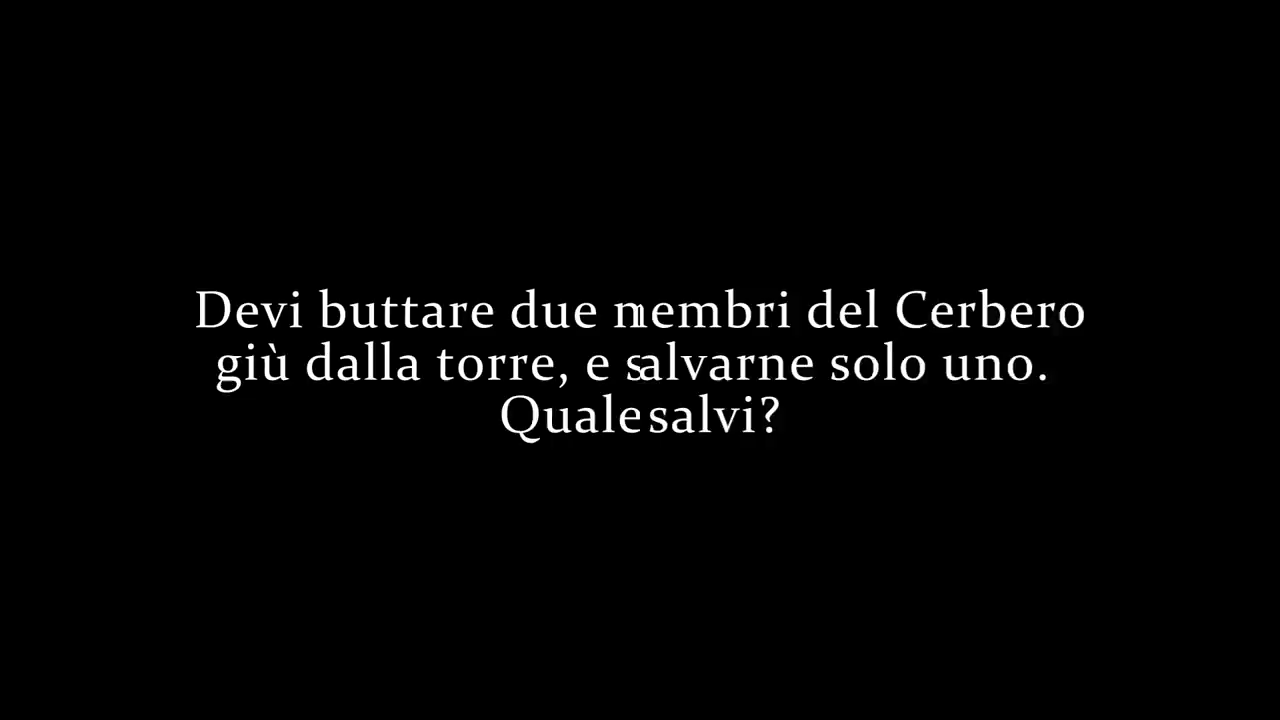 Devi buttare due membri del Cerbero
giù dalla torre, e salvarne solo uno.
Quale salvi?